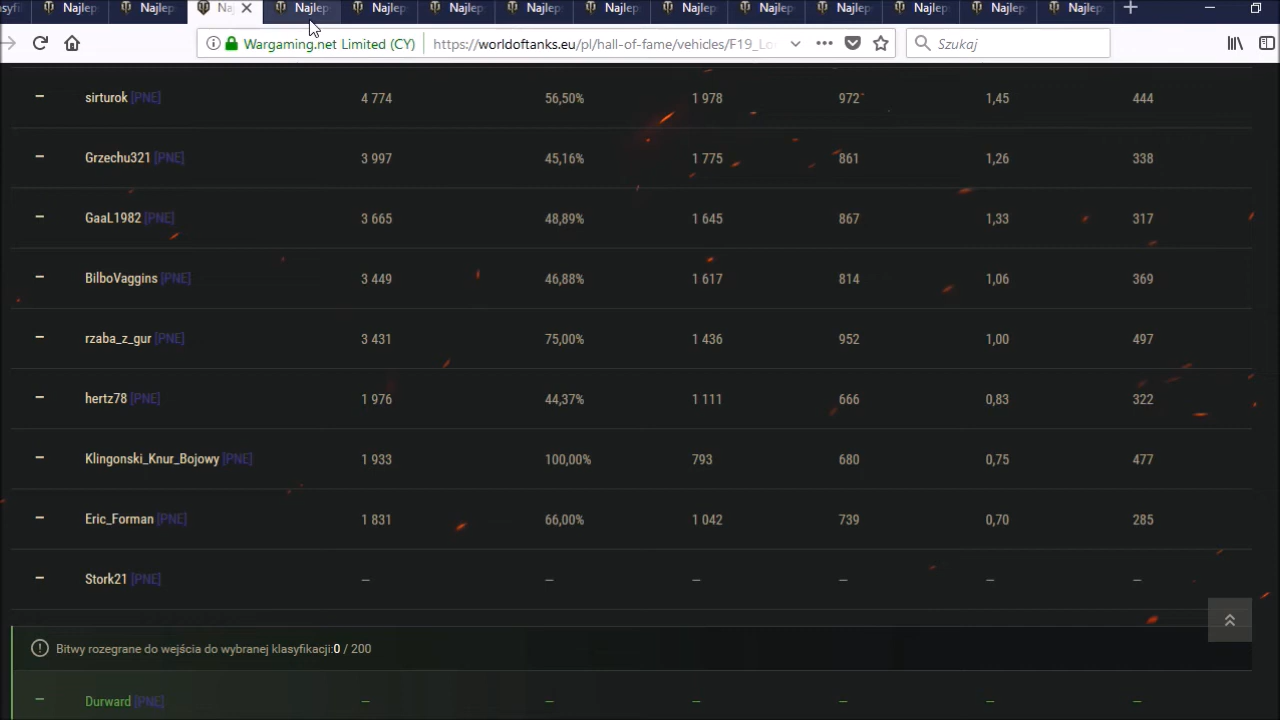 syfi Najlep Najlep Naj Najlep Najlep Najlep Najlep Najlep Najlep Najlep Najlep Najlep Najlep
Wargaming.net Limited (CY) https://worldoftanks.eu/pl/hall-of-fame/vehicles/F19_Lo Szukaj
– sirturok [PNE] 4 774 56,50% 1 978 972 1,45 444
– Grzechu321 [PNE] 3 997 45,16% 1 775 861 1,26 338
– GaaL1982 [PNE] 3 665 48,89% 1 645 867 1,33 317
– BilboVaggins [PNE] 3 449 46,88% 1 617 814 1,06 369
– rzaba_z_gur [PNE] 3 431 75,00% 1 436 952 1,00 497
– hertz78 [PNE] 1 976 44,37% 1 111 666 0,83 322
– Klingonski_Knur_Bojowy [PNE] 1 933 100,00% 793 680 0,75 477
– Eric_Forman [PNE] 1 831 66,00% 1 042 739 0,70 285
– Stork21 [PNE] – – – – – –
Bitwy rozegrane do wejścia do wybranej klasyfikacji:0 / 200
– Durward [PNE] – – – – – –